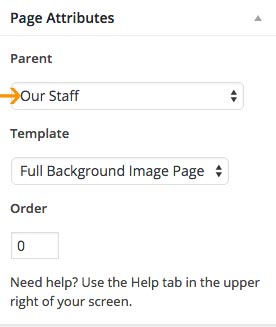 Page Attributes
Parent
Our Staff
Template
Full Background Image Page
Order
0
Need help? Use the Help tab in the upper
right of your screen.